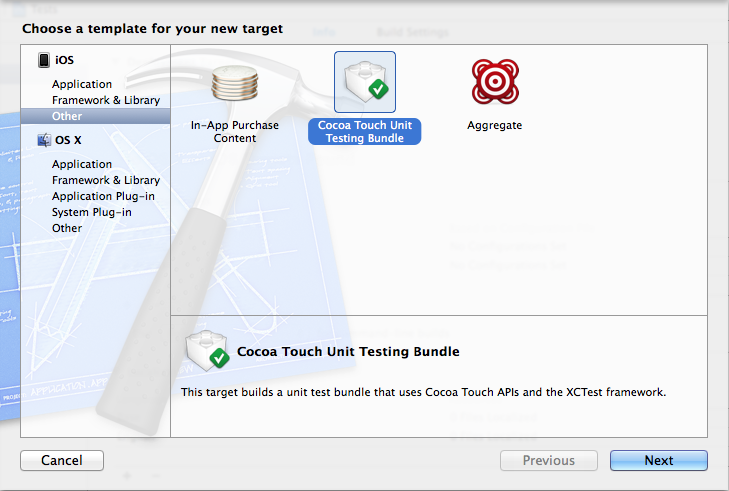 Choose a template for your new target
iOS
Application
Framework & Library
Other
OS X
Application
Framework & Library
Application Plug-in
System Plug-in
Other
In-App Purchase
Content
Cocoa Touch Unit
Testing Bundle
Aggregate
Cocoa Touch Unit Testing Bundle
This target builds a unit test bundle that uses Cocoa Touch APIs and the XCTest framework.
Cancel
Previous
Next